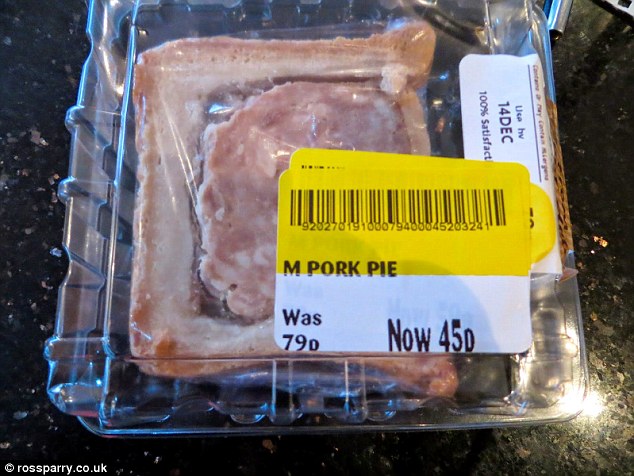 Use by
14DEC
100% Satisfact
92027019100079400045203241
M PORK PIE
Was
79p
Now 45p
© rossparry.co.uk